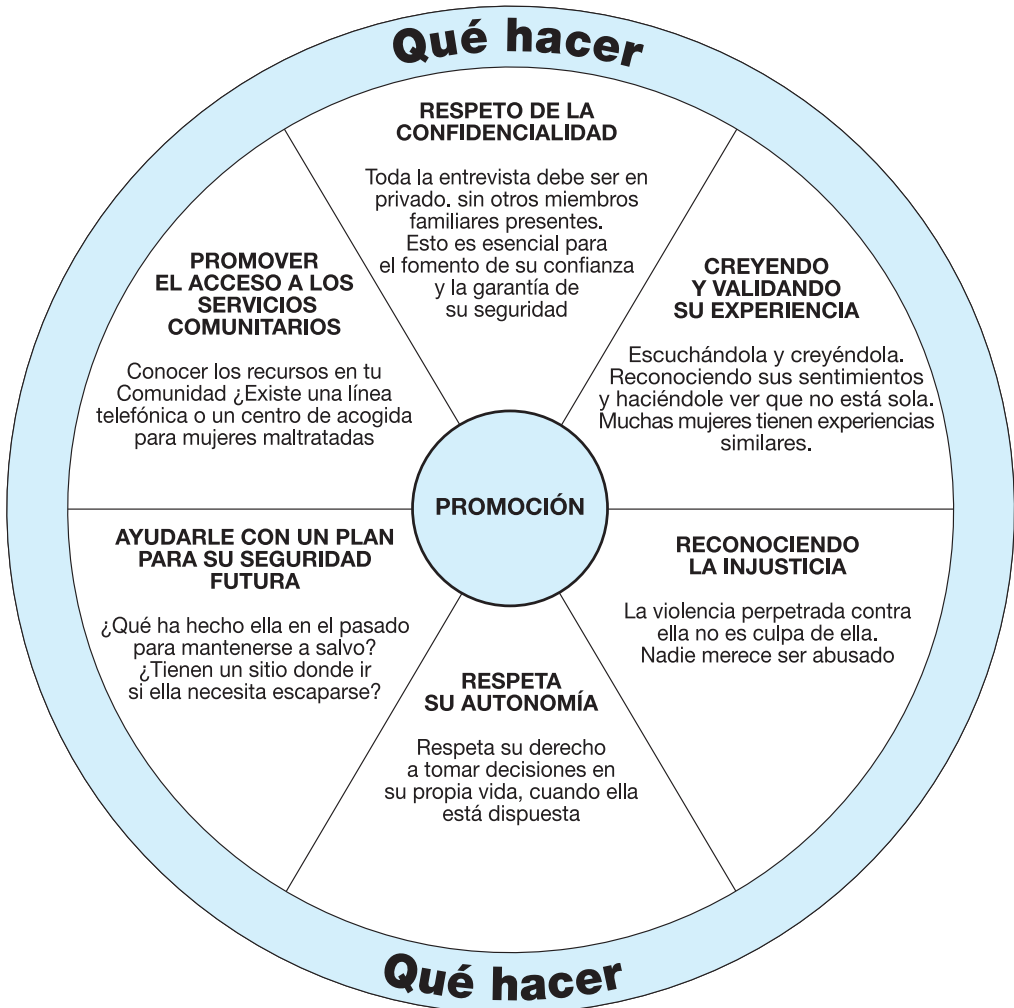 Qué hacer
RESPETO DE LA
CONFIDENCIALIDAD
Toda la entrevista debe ser en
privado. sin otros miembros
familiares presentes.
Esto es esencial para
el fomento de su confianza
y la garantía de
su seguridad
CREYENDO
Y VALIDANDO
SU EXPERIENCIA
Escuchándola y creyéndola.
Reconociendo sus sentimientos
y haciéndole ver que no está sola.
Muchas mujeres tienen experiencias
similares.
RECONOCIENDO
LA INJUSTICIA
La violencia perpetrada contra
ella no es culpa de ella.
Nadie merece ser abusado
RESPETA
SU AUTONOMÍA
Respeta su derecho
a tomar decisiones en
su propia vida, cuando ella
está dispuesta
AYUDARLE CON UN PLAN
PARA SU SEGURIDAD
FUTURA
¿Qué ha hecho ella en el pasado
para mantenerse a salvo?
¿Tienen un sitio donde ir
si ella necesita escaparse?
PROMOVER
EL ACCESO A LOS
SERVICIOS
COMUNITARIOS
Conocer los recursos en tu
Comunidad ¿Existe una línea
telefónica o un centro de acogida
para mujeres maltratadas
PROMOCIÓN
Qué hacer